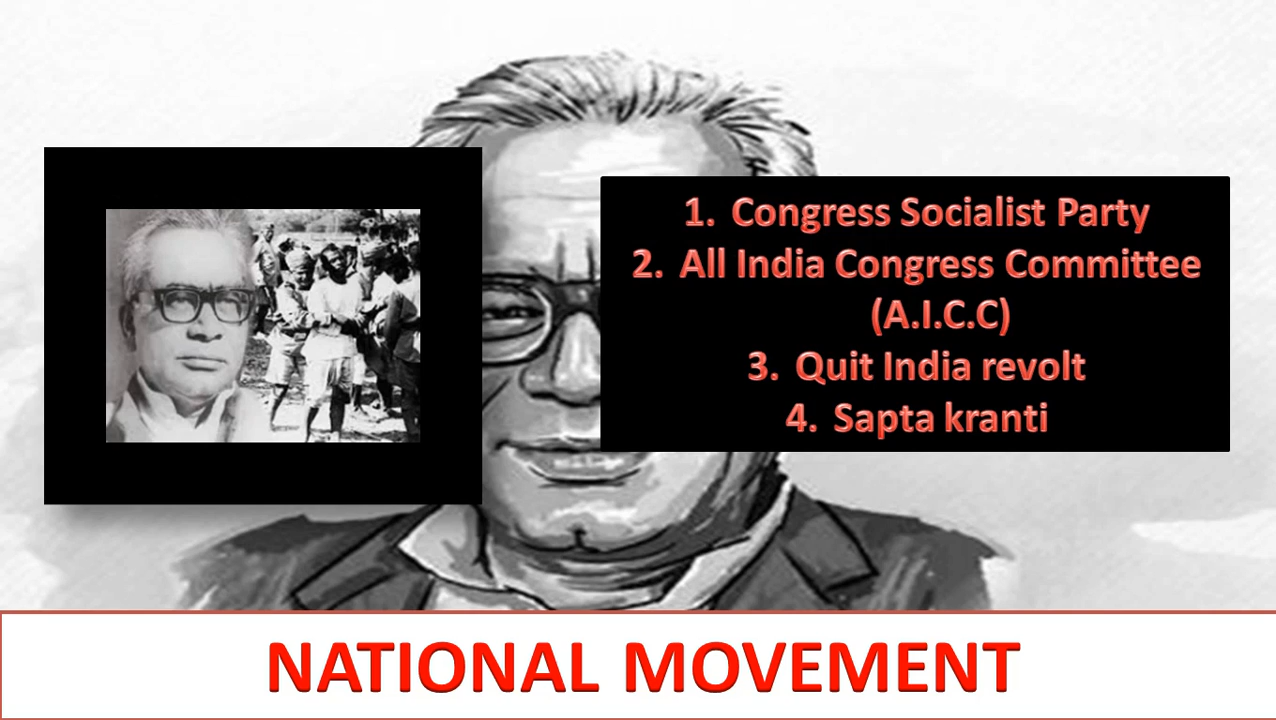 1. Congress Socialist Party
2. All India Congress Committee
(A.I.C.C)
3. Quit India revolt
4. Sapta kranti
NATIONAL MOVEMENT